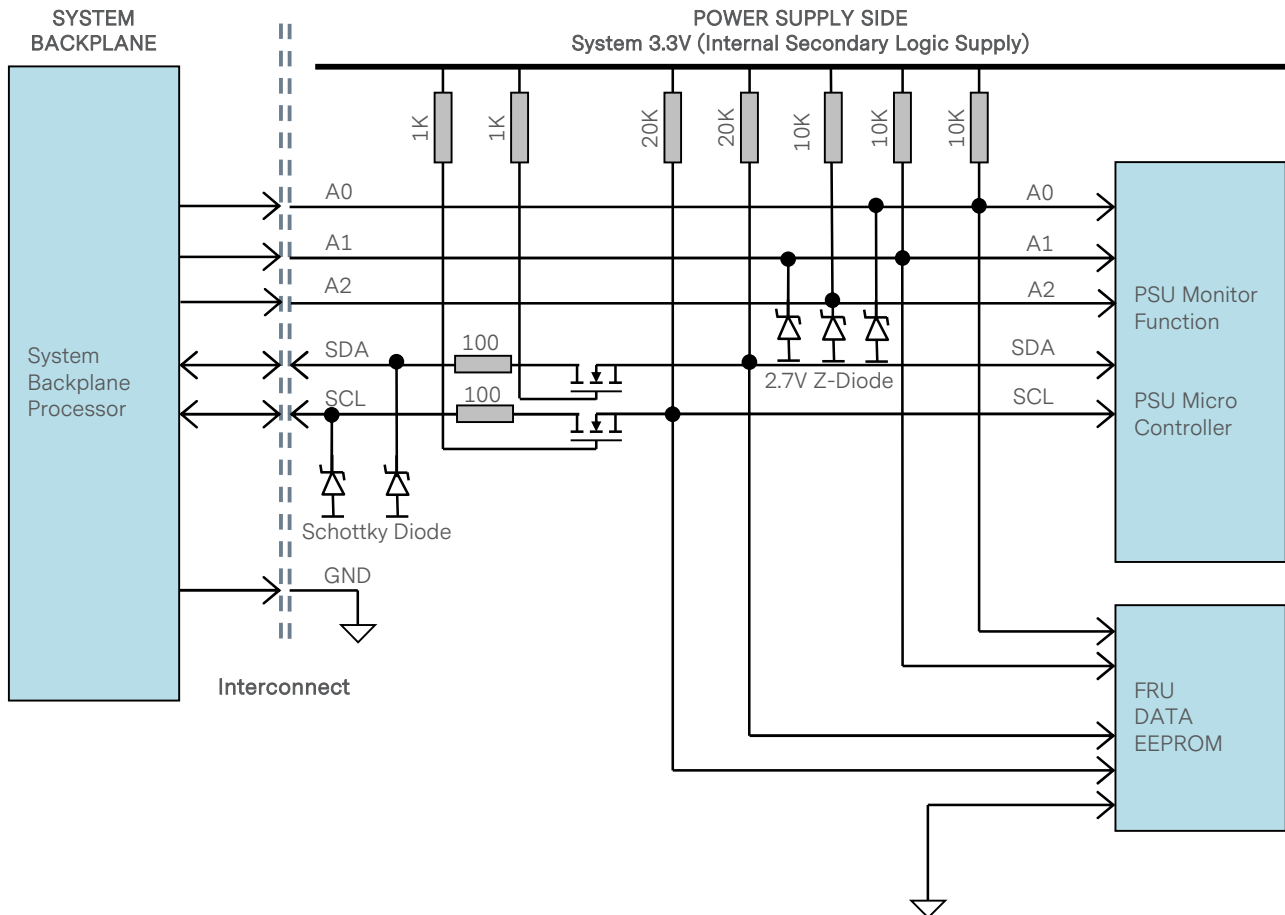 SYSTEM
BACKPLANE
POWER SUPPLY SIDE
System 3.3V (Internal Secondary Logic Supply)
1K
1K
20K
20K
10K
10K
10K
A0
A0
A1
A1
A2
A2
SDA
100
SDA
SCL
100
SCL
2.7V Z-Diode
Schottky Diode
GND
Interconnect
System
Backplane
Processor
PSU Monitor
Function
PSU Micro
Controller
FRU
DATA
EEPROM